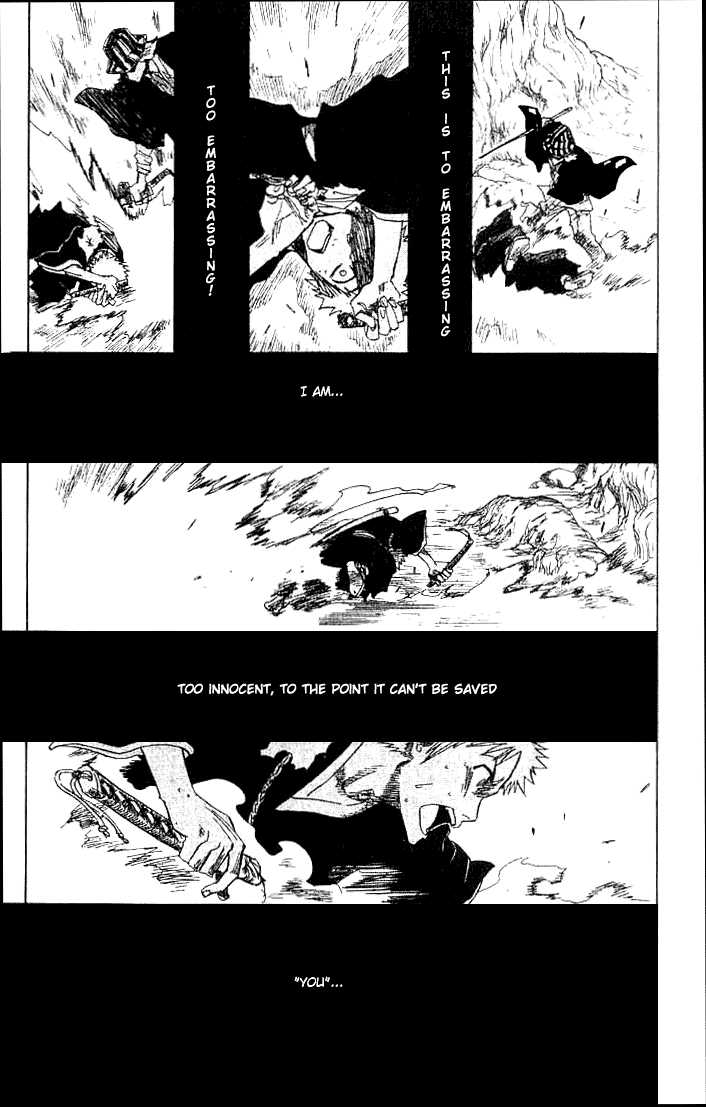 THIS IS TO EMBARRASSING
TOO EMBARRASSING!
I AM...
TOO INNOCENT, TO THE POINT IT CAN'T BE SAVED
"YOU"...